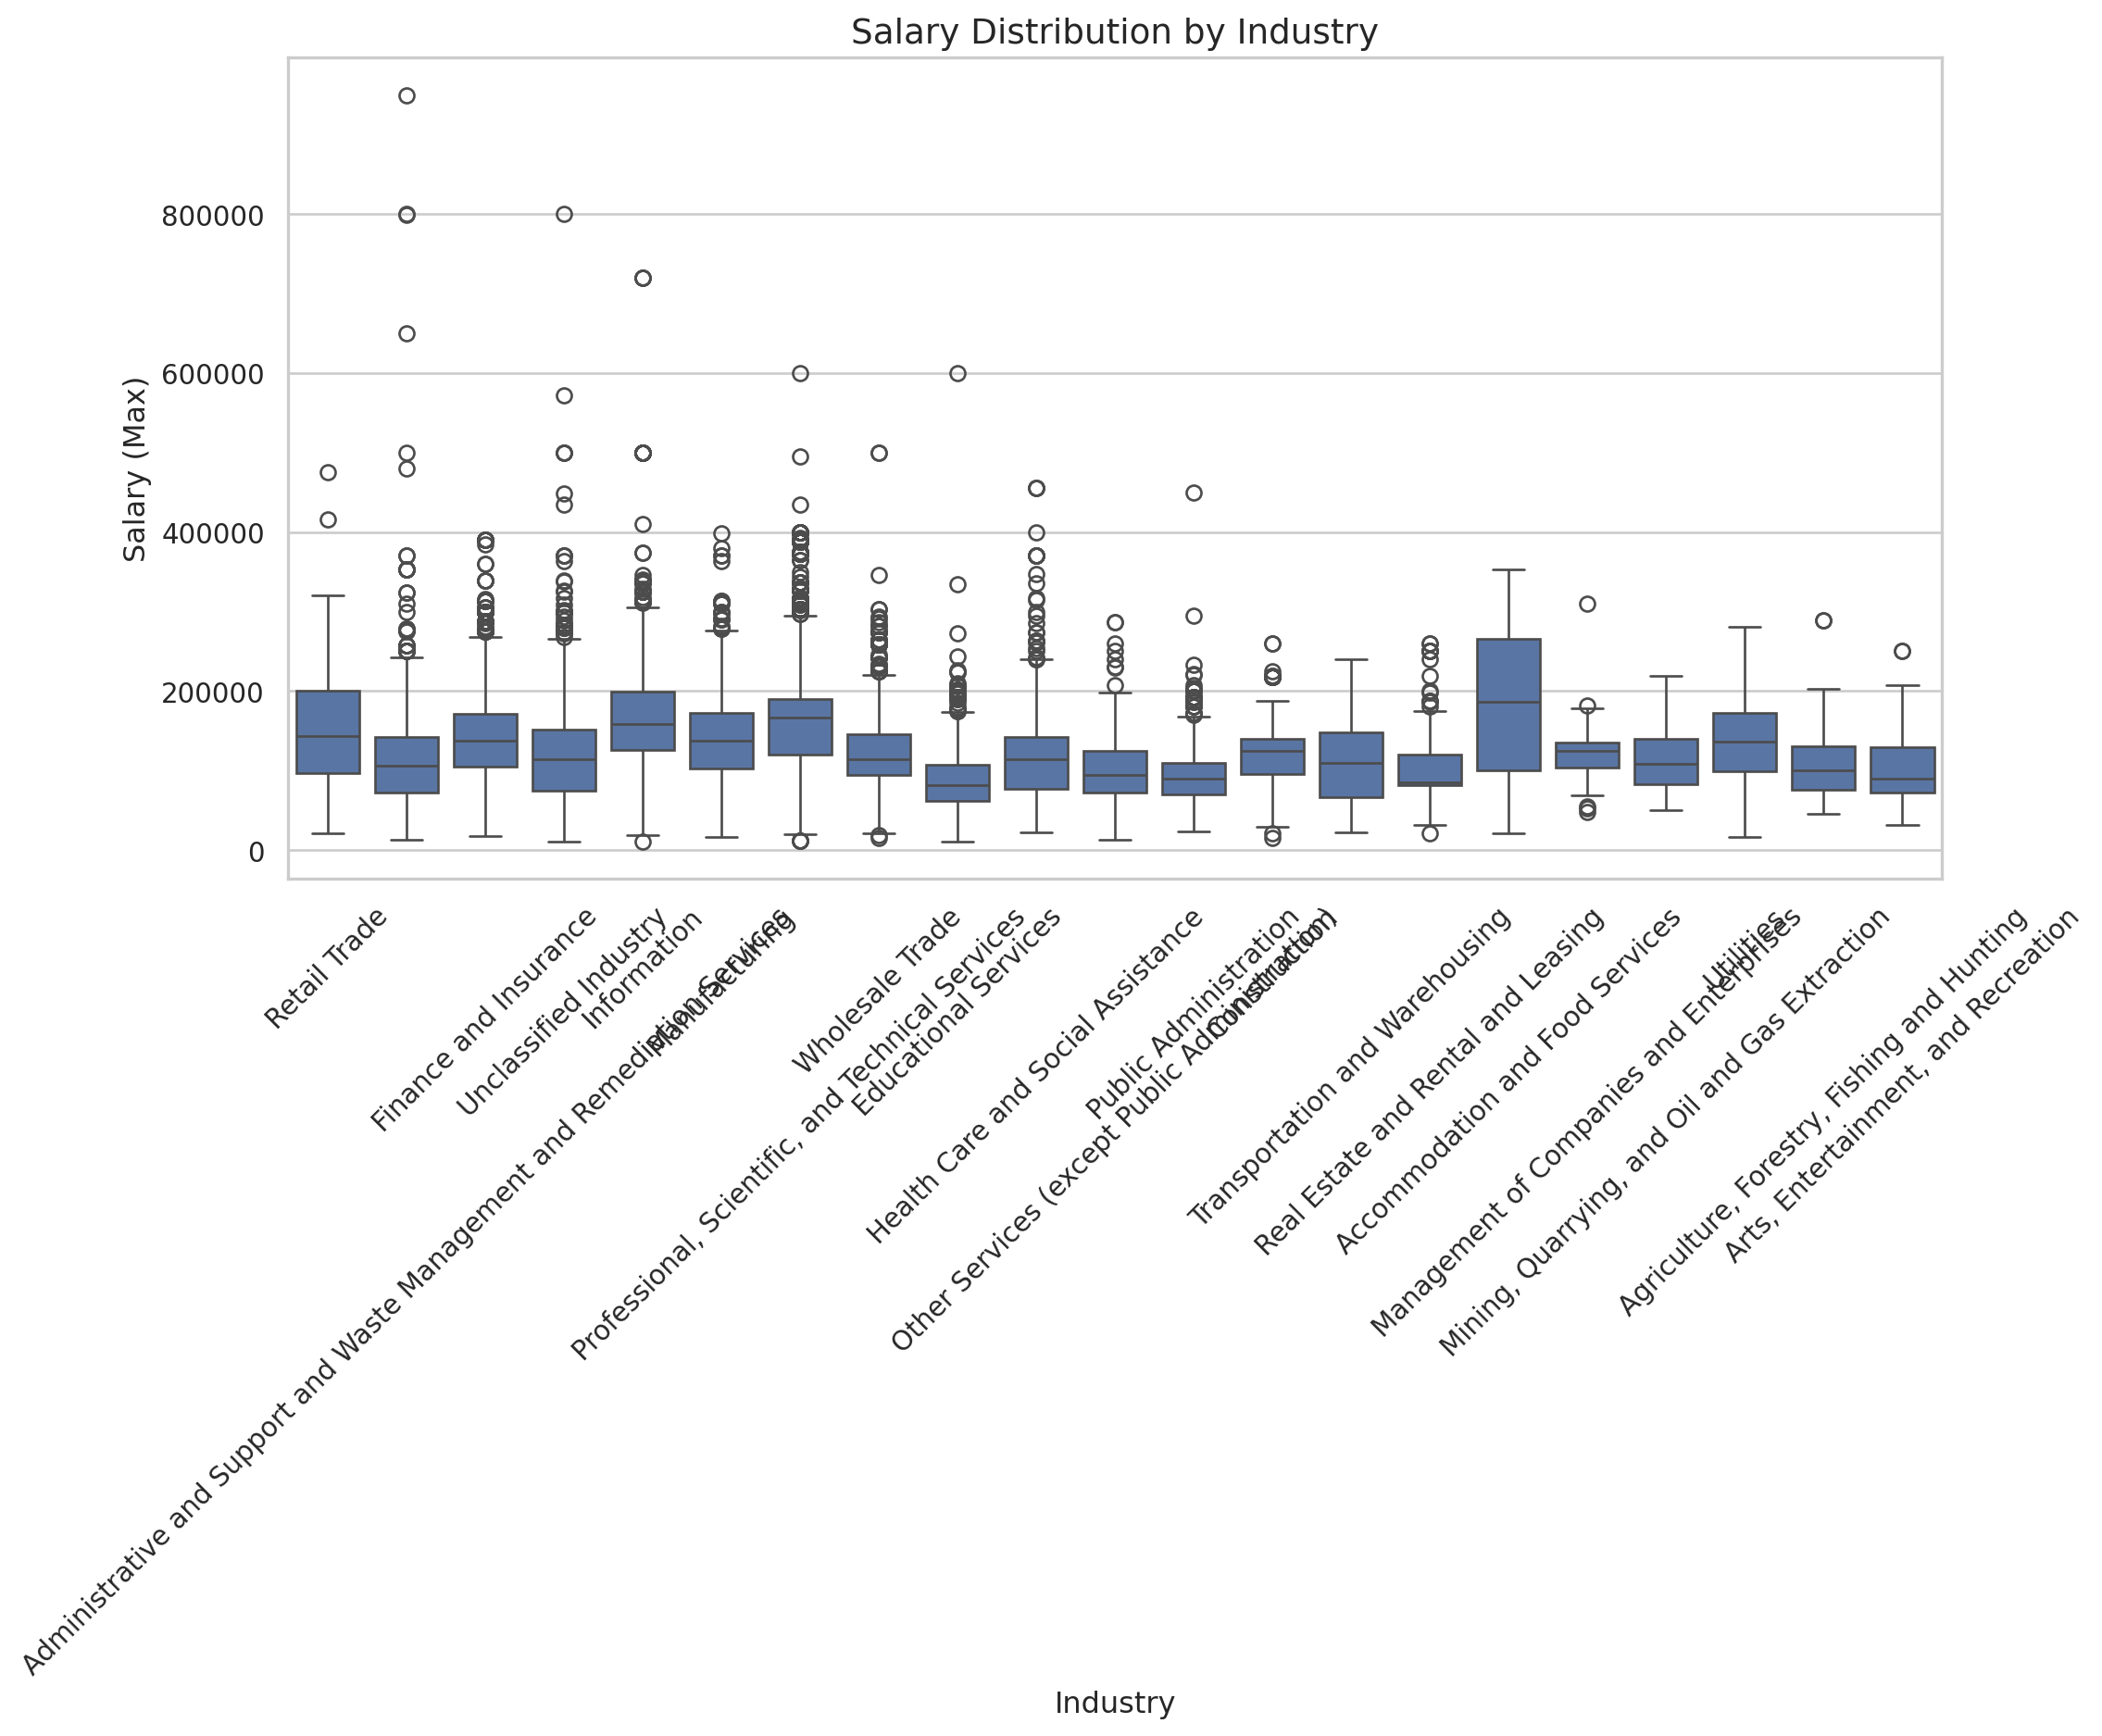 Salary Distribution by Industry
Salary (Max)
800000
600000
400000
200000
0
Retail Trade
Administrative and Support and Waste Management and Remediation Services
Finance and Insurance
Unclassified Industry
Information
Manufacturing
Professional, Scientific, and Technical Services
Wholesale Trade
Educational Services
Health Care and Social Assistance
Other Services (except Public Administration)
Public Administration
Construction
Transportation and Warehousing
Real Estate and Rental and Leasing
Accommodation and Food Services
Management of Companies and Enterprises
Mining, Quarrying, and Oil and Gas Extraction
Utilities
Agriculture, Forestry, Fishing and Hunting
Arts, Entertainment, and Recreation
Industry